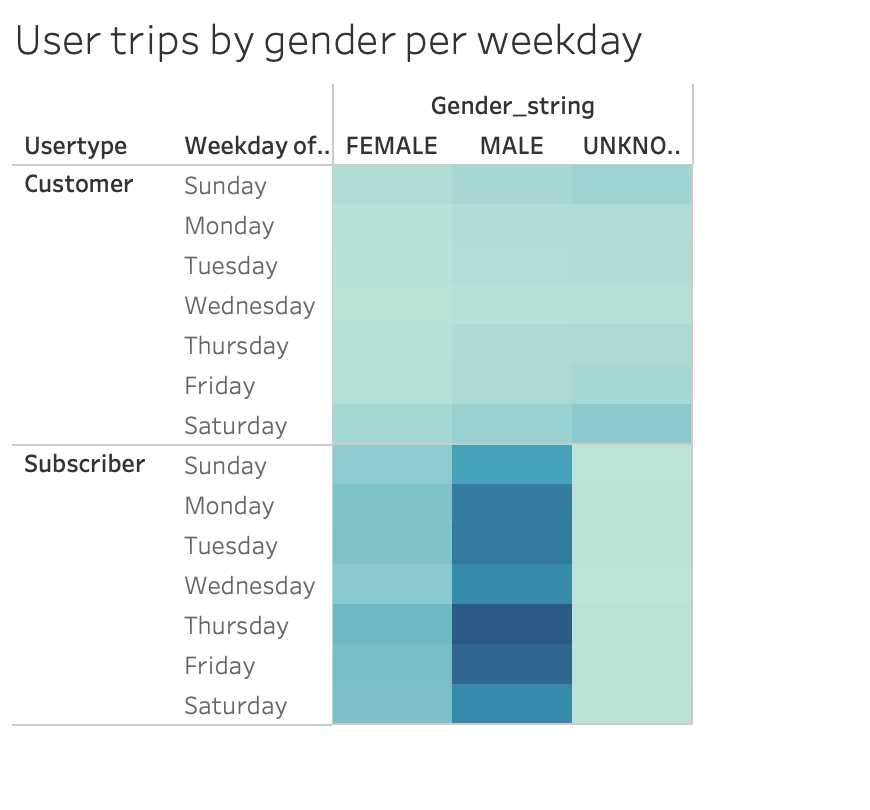 User trips by gender per weekday
Gender_string
Usertype Weekday of.. FEMALE MALE UNKNO..
Customer Sunday
Monday
Tuesday
Wednesday
Thursday
Friday
Saturday
Subscriber Sunday
Monday
Tuesday
Wednesday
Thursday
Friday
Saturday